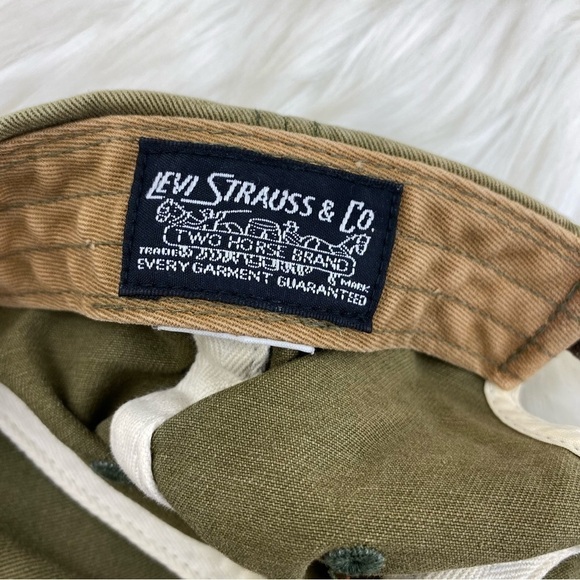 LEVI STRAUSS & CO.
TWO HORSE BRAND
TRADE MARK
EVERY GARMENT GUARANTEED